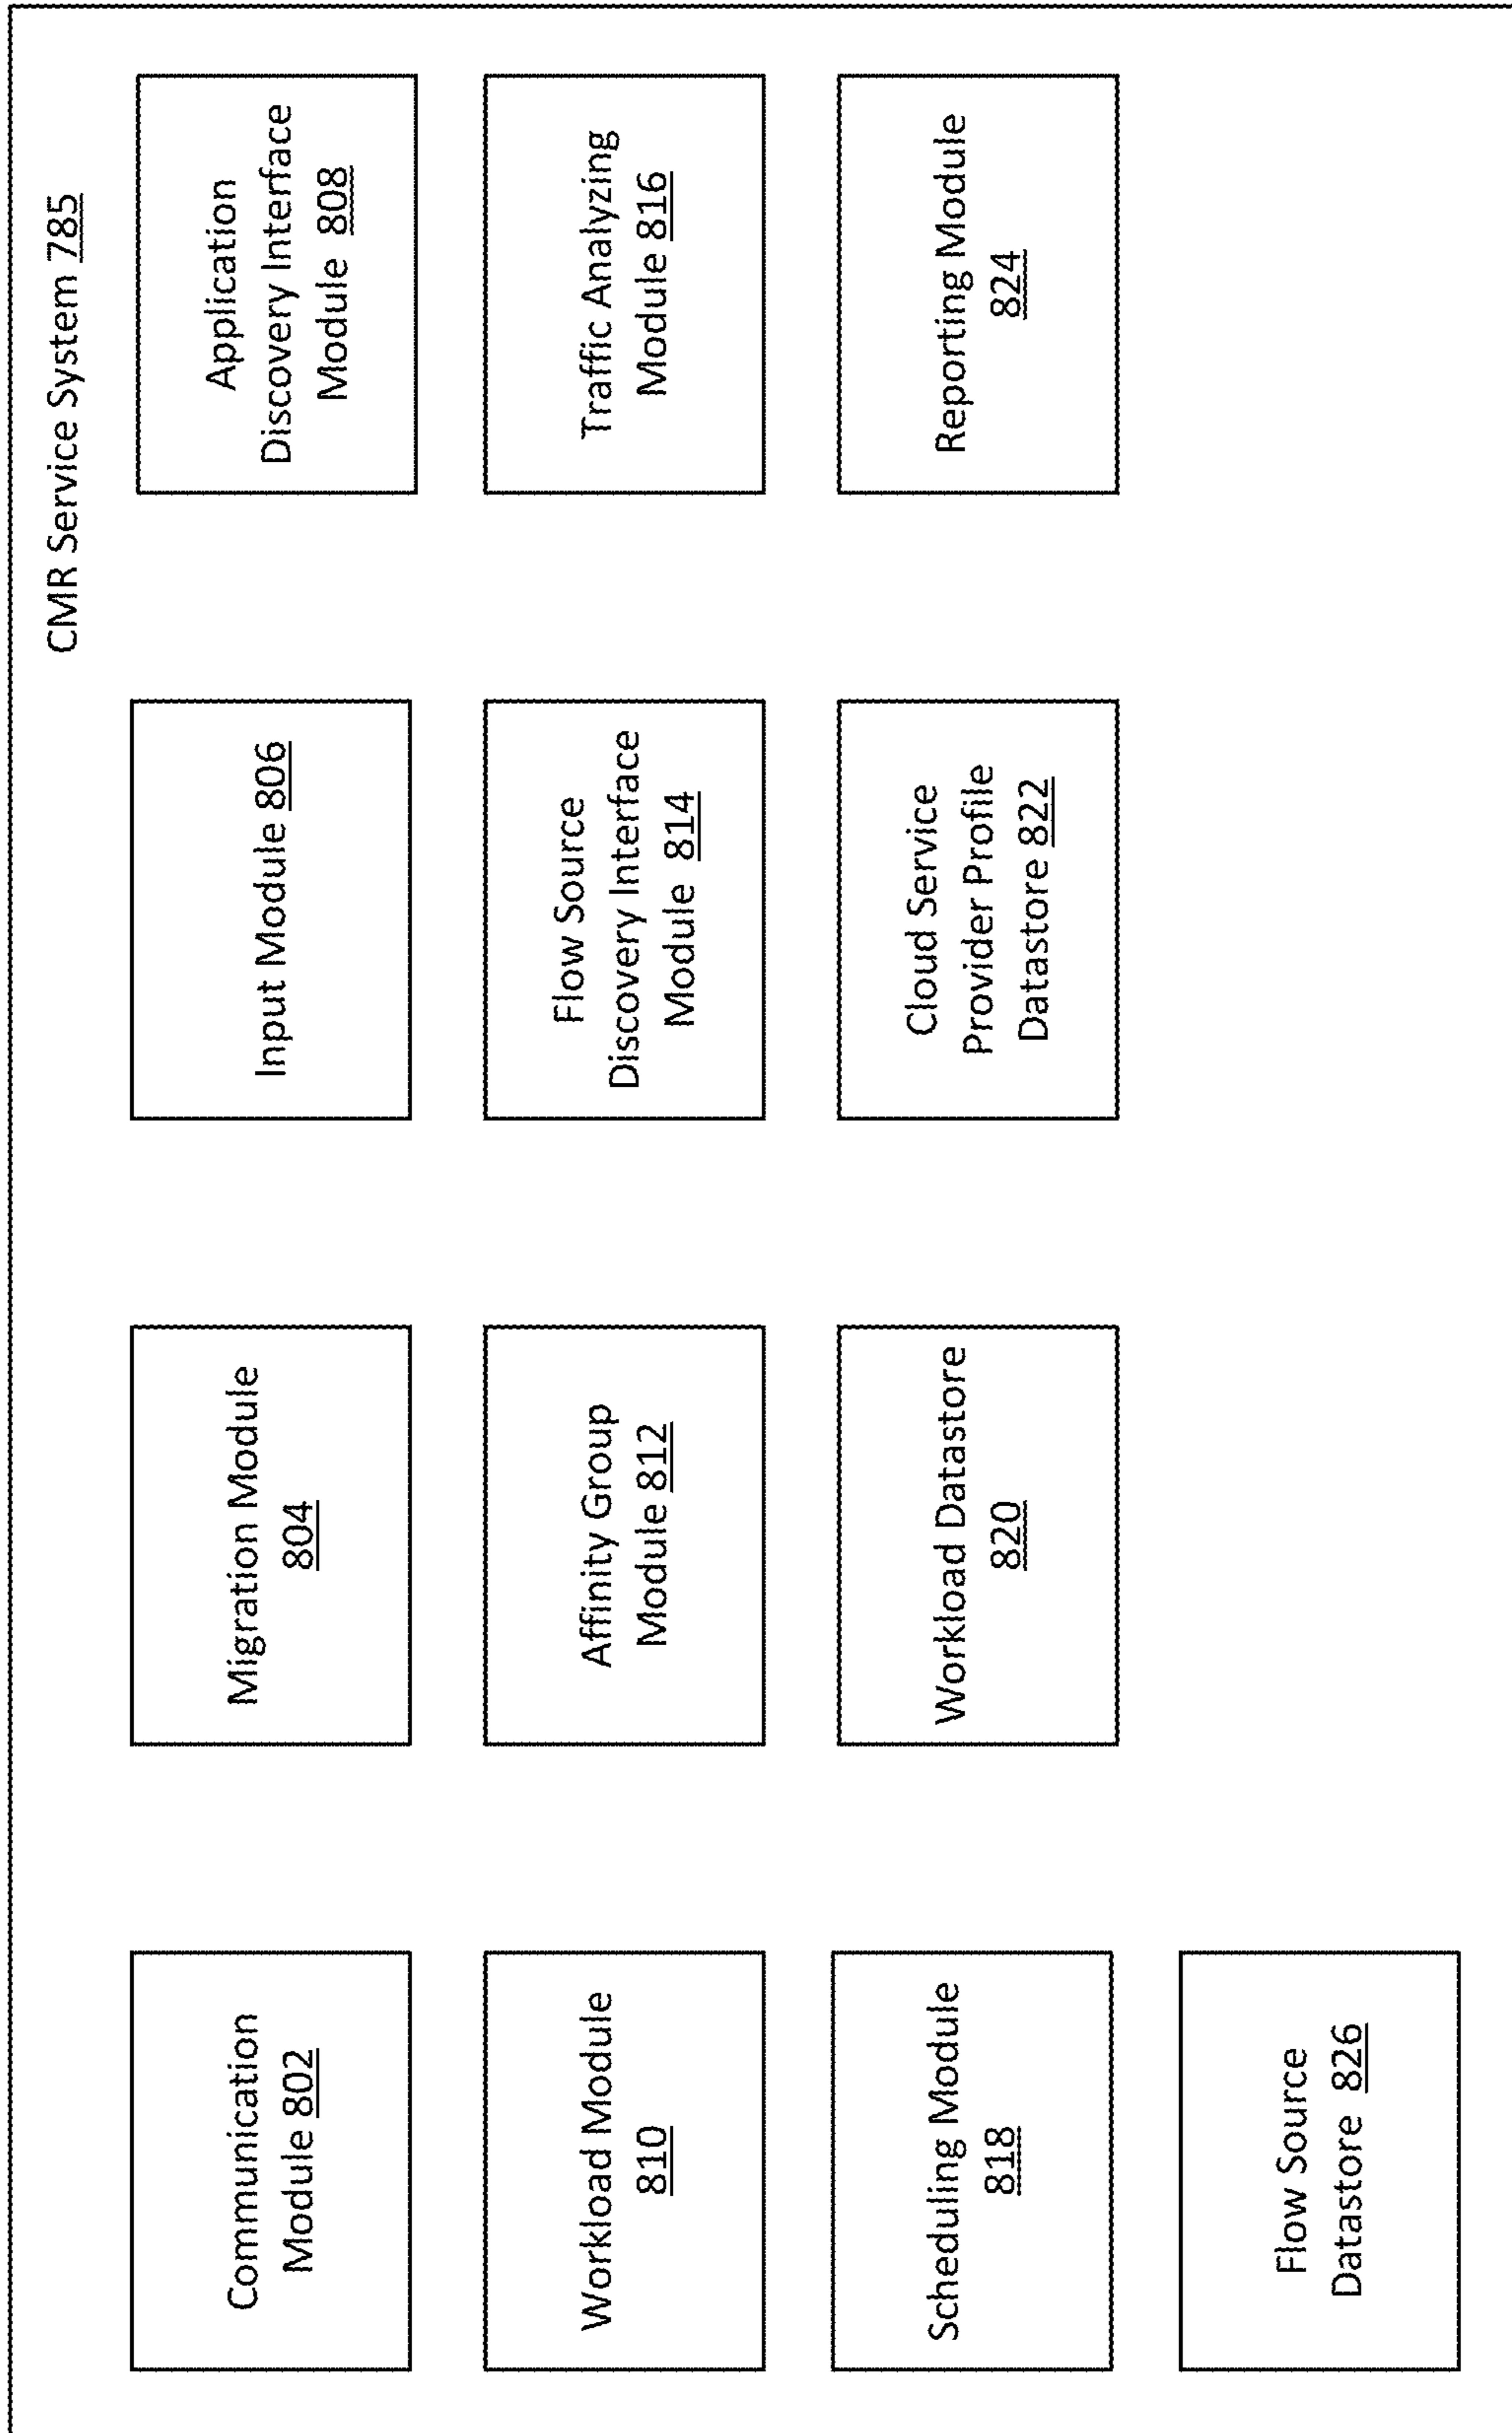 CMR Service System 785
Communication
Module 802
Migration Module
804
Input Module 806
Application
Discovery Interface
Module 808
Workload Module
810
Affinity Group
Module 812
Flow Source
Discovery Interface
Module 814
Traffic Analyzing
Module 816
Scheduling Module
818
Workload Datastore
820
Cloud Service
Provider Profile
Datastore 822
Reporting Module
824
Flow Source
Datastore 826